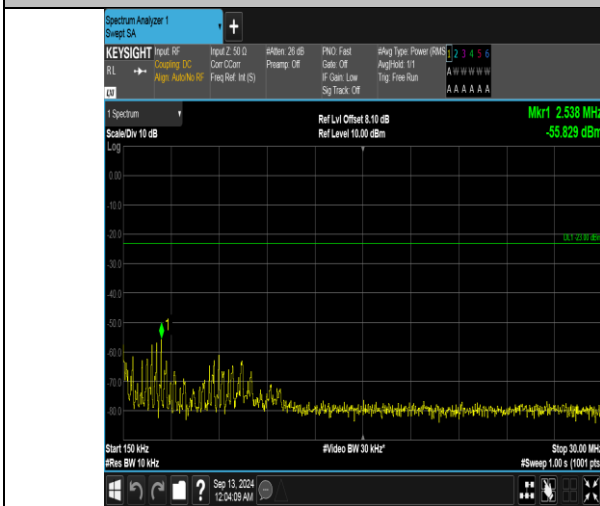 Spectrum Analyzer 1
Swept SA
+
KEYSIGHT Input: RF Input Z: 50 Ω #Atten: 26 dB PNO: Fast #Avg Type: Power (RMS 1 2 3 4 5 6
RL Coupling: DC Corr CCorr Preamp: Off Gate: Off Avg|Hold: 1/1 A W W W W W
Align: Auto/No RF Freq Ref: Int (S) IF Gain: Low Trig: Free Run
Sig Track: Off A A A A A A
1 Spectrum
Ref Lvl Offset 8.10 dB Mkr1 2.538 MHz
Scale/Div 10 dB Ref Level 10.00 dBm -55.829 dBm
Log
0.00
-10.0
-20.0
DL1 -23.00 dBm
-30.0
-40.0
-50.0
1
-60.0
-70.0
-80.0
Start 150 kHz #Video BW 30 kHz* Stop 30.00 MHz
#Res BW 10 kHz #Sweep 1.00 s (1001 pts
?
Sep 13, 2024
12:04:09 AM